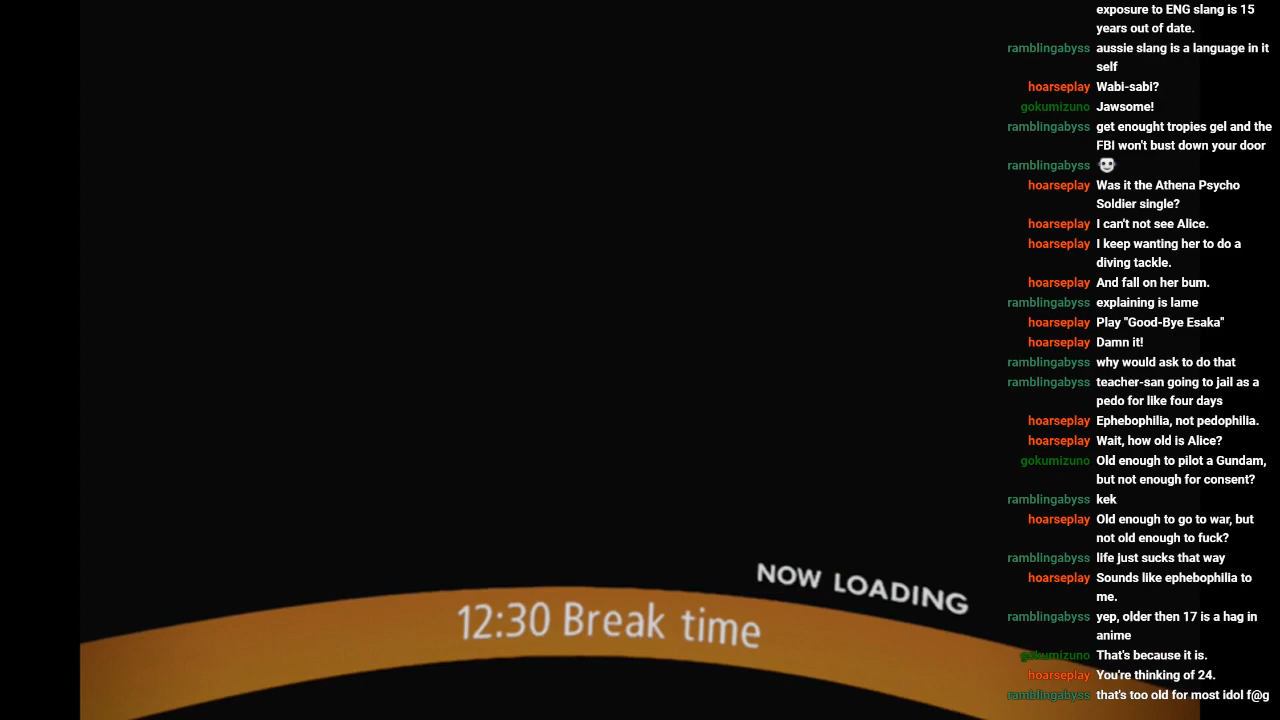 exposure to ENG slang is 15
years out of date.
ramblingabyss aussie slang is a language in it
self
hoarseplay Wabi-sabi?
gokumizuno Jawsome!
ramblingabyss get enought tropies gel and the
FBI won't bust down your door
ramblingabyss
hoarseplay Was it the Athena Psycho
Soldier single?
hoarseplay I can't not see Alice.
hoarseplay I keep wanting her to do a
diving tackle.
hoarseplay And fall on her bum.
ramblingabyss explaining is lame
hoarseplay Play "Good-Bye Esaka"
hoarseplay Damn it!
ramblingabyss why would ask to do that
ramblingabyss teacher-san going to jail as a
pedo for like four days
hoarseplay Ephebophilia, not pedophilia.
hoarseplay Wait, how old is Alice?
gokumizuno Old enough to pilot a Gundam,
but not enough for consent?
ramblingabyss kek
hoarseplay Old enough to go to war, but
not old enough to fuck?
ramblingabyss life just sucks that way
hoarseplay Sounds like ephebophilia to
me.
ramblingabyss yep, older then 17 is a hag in
anime
gokumizuno That's because it is.
hoarseplay You're thinking of 24.
ramblingabyss that's too old for most idol f@g
NOW LOADING
12:30 Break time